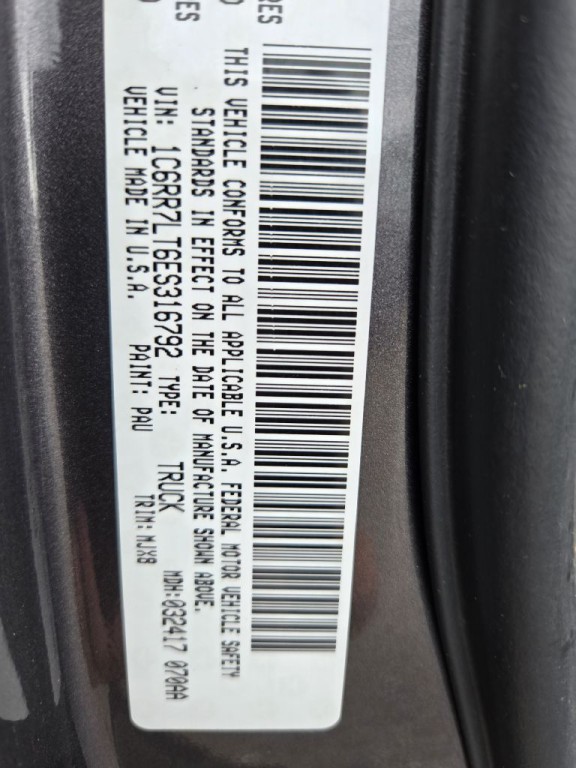 THIS VEHICLE CONFORMS TO ALL APPLICABLE U.S.A. FEDERAL MOTOR VEHICLE SAFETY
STANDARDS IN EFFECT ON THE DATE OF MANUFACTURE SHOWN ABOVE.
VIN: 1C6RR7LT6ES316792 TYPE: TRUCK MDH:032417 070AA
VEHICLE MADE IN U.S.A. PAINT: PAU TRIM: MJX8